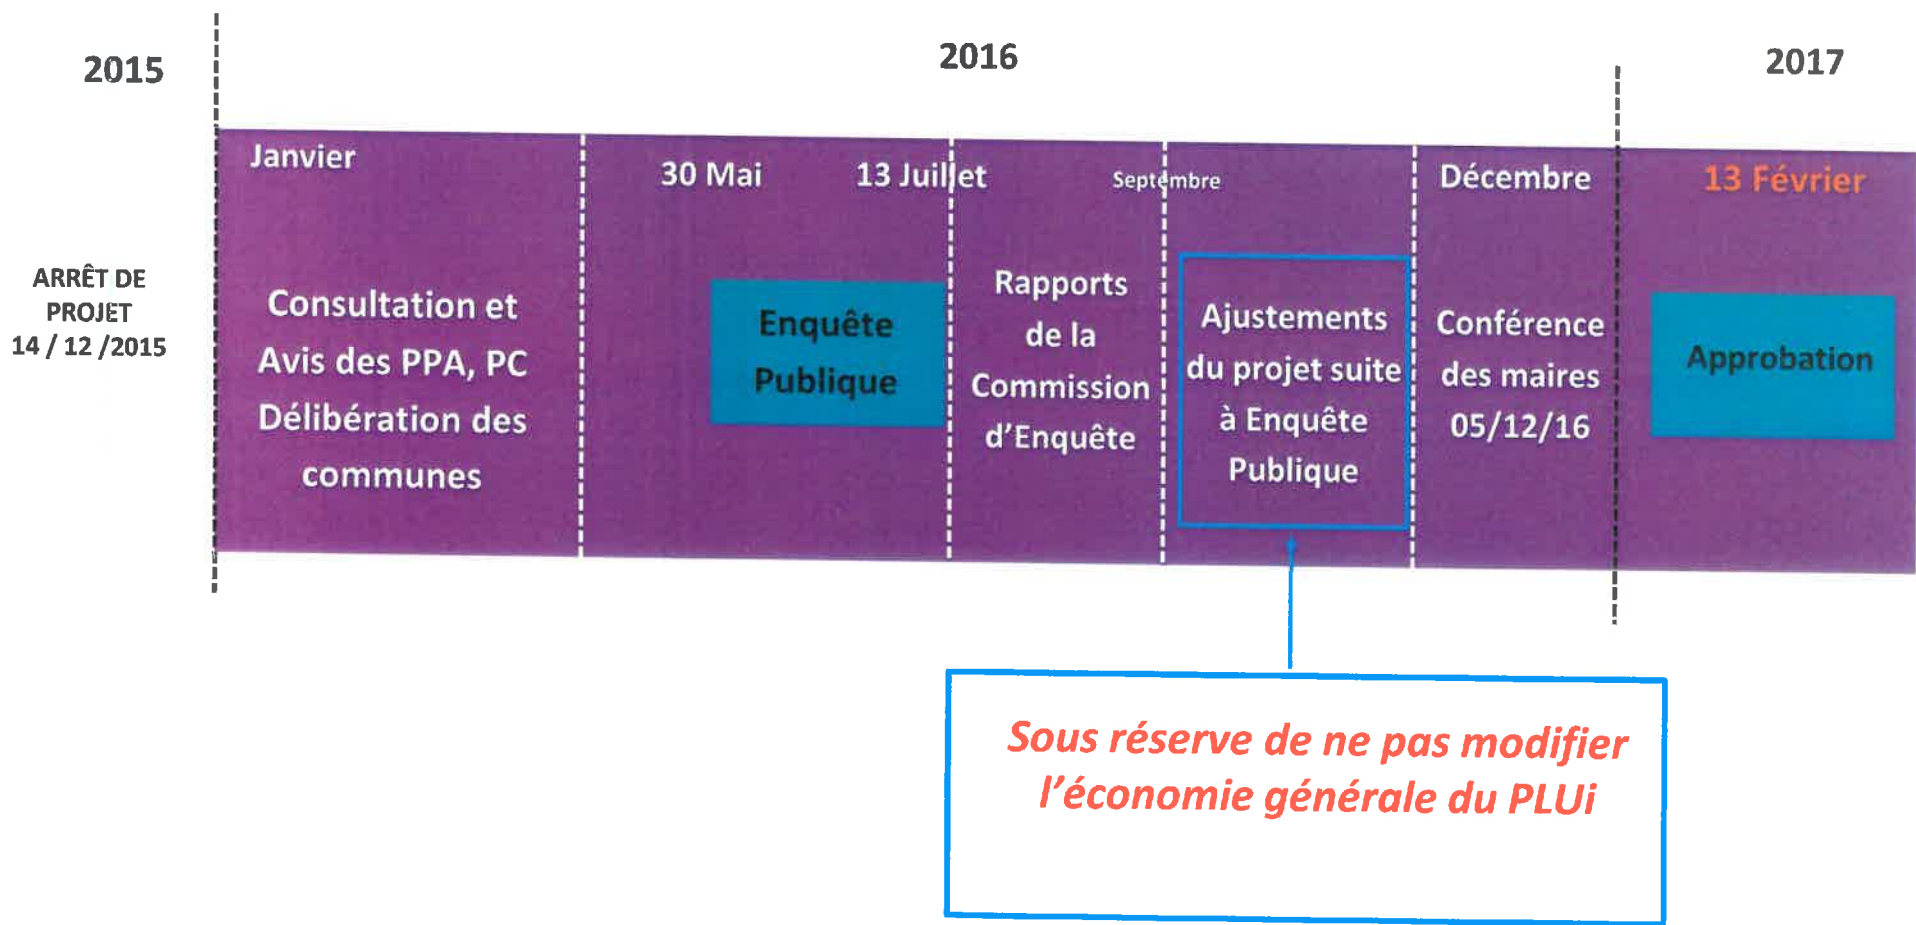 2015
2016
2017
Janvier
30 Mai
13 Juillet
Septembre
Décembre
13 Février
ARRÊT DE
PROJET
14 / 12 /2015
Consultation et
Avis des PPA, PC
Délibération des
communes
Enquête
Publique
Rapports
de la
Commission
d'Enquête
Ajustements
du projet suite
à Enquête
Publique
Conférence
des maires
05/12/16
Approbation
Sous réserve de ne pas modifier
l'économie générale du PLUi